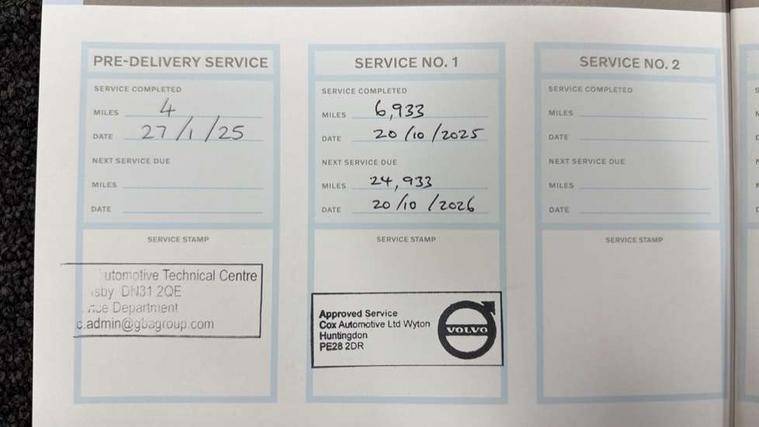 PRE-DELIVERY SERVICE
SERVICE COMPLETED
MILES 4
DATE 27/1/25
NEXT SERVICE DUE
MILES
DATE
SERVICE STAMP
utomotive Technical Centre
sby DN31 2QE
Department
c.admin@gbagroup.com
SERVICE NO. 1
SERVICE COMPLETED
MILES 6,933
DATE 20/10/2025
NEXT SERVICE DUE
MILES 24,933
DATE 20/10/2026
SERVICE STAMP
Approved Service
Cox Automotive Ltd Wyton
Huntingdon
PE28 2DR
VOLVO
SERVICE NO. 2
SERVICE COMPLETED
MILES
DATE
NEXT SERVICE DUE
MILES
DATE
SERVICE STAMP